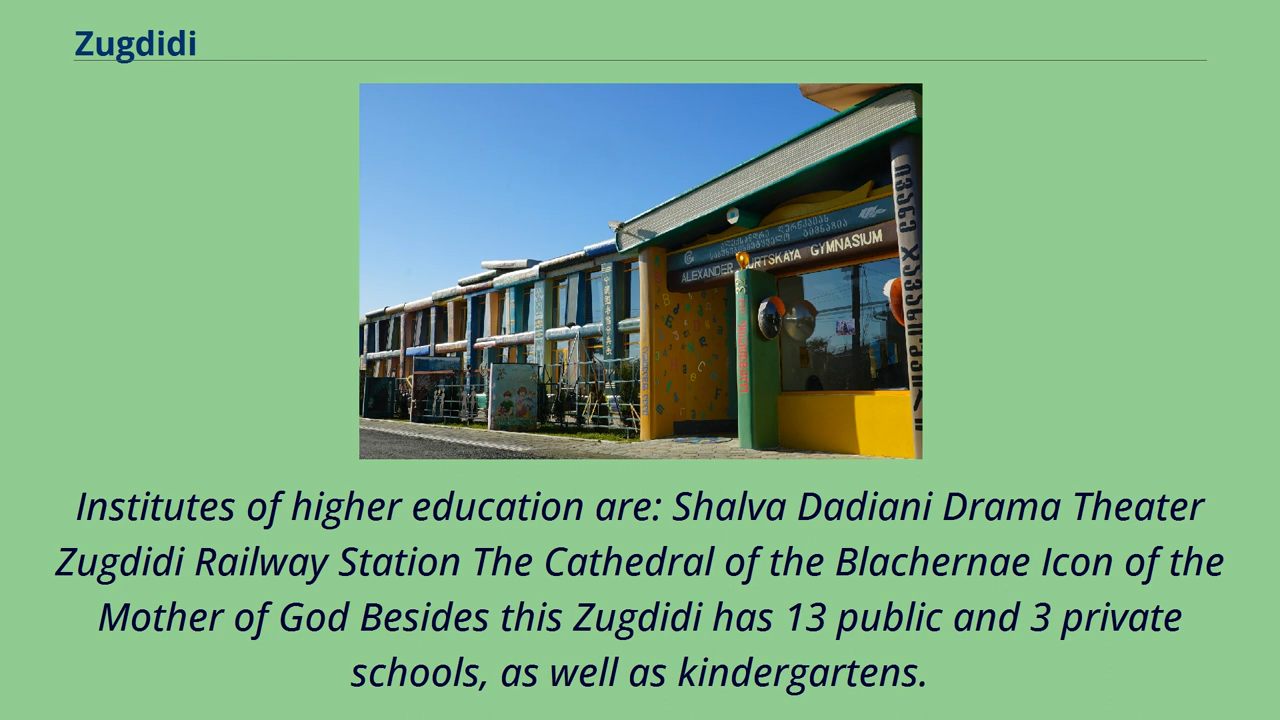 Zugdidi
ALEXANDER URTSKAYA GYMNASIUM
Institutes of higher education are: Shalva Dadiani Drama Theater
Zugdidi Railway Station The Cathedral of the Blachernae Icon of the
Mother of God Besides this Zugdidi has 13 public and 3 private
schools, as well as kindergartens.